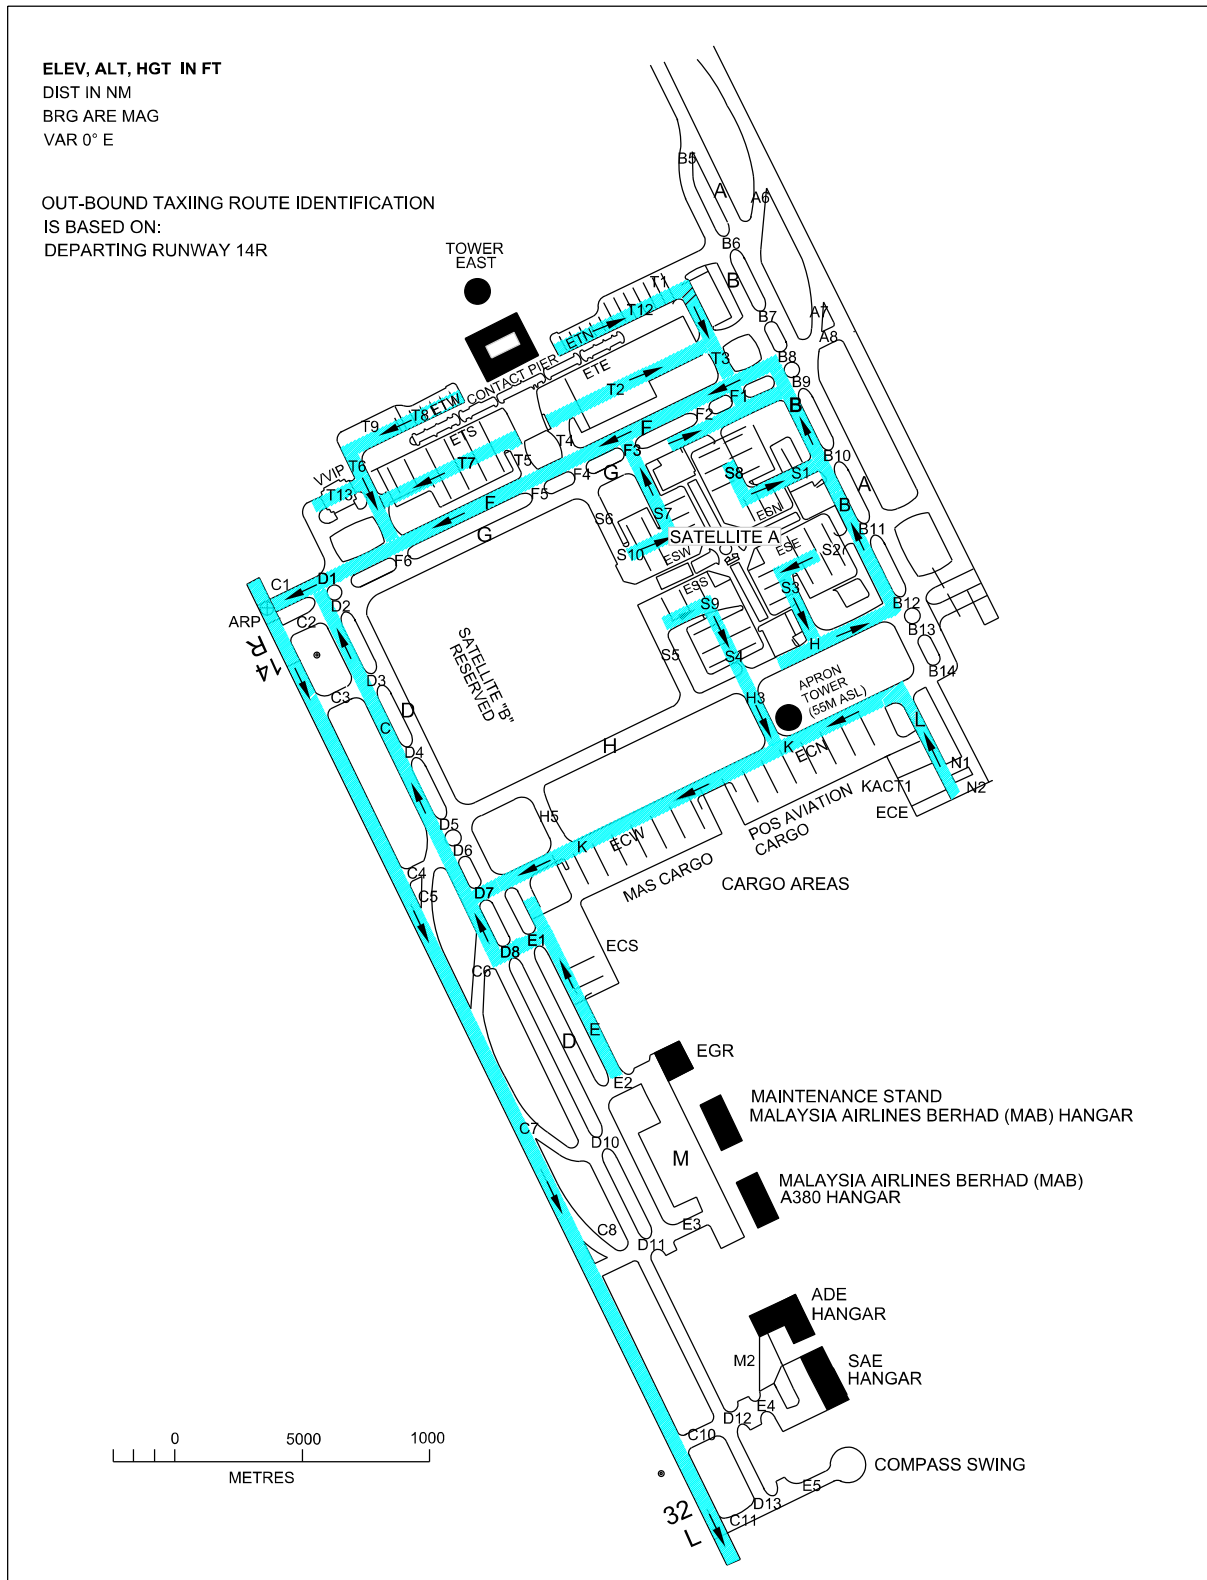 ELEV, ALT, HGT IN FT
DIST IN NM
BRG ARE MAG
VAR 0° E
OUT-BOUND TAXIING ROUTE IDENTIFICATION
IS BASED ON:
DEPARTING RUNWAY 14R
TOWER
EAST
B5
A
A6
B6
B
T1
T12
ETN
B7
A7
A8
T3
B8
B9
CONTACT PIER
ETE
T2
F1
F2
B
ETW
T8
T9
ETS
F
F3
T4
T5
T7
T6
VVIP
T13
F4
F5
G
F
G
S8
S1
B10
A
B
ESN
S7
S6
B11
SATELLITE A
S10
ESW
ESE
S2
F6
ESS
S3
S9
C1
D1
D2
C2
ARP
14
R
B12
B13
H
B14
S5
S4
D3
C3
SATELLITE "B"
RESERVED
D
C
APRON
TOWER
(55M ASL)
H3
L
H
K
ECN
D4
N1
N2
KACT1
ECE
POS AVIATION
CARGO
H5
D5
D6
K
ECW
MAS CARGO
CARGO AREAS
C4
C5
D7
E1
D8
ECS
C6
E
D
EGR
E2
MAINTENANCE STAND
MALAYSIA AIRLINES BERHAD (MAB) HANGAR
C7
D10
M
MALAYSIA AIRLINES BERHAD (MAB)
A380 HANGAR
C8
E3
D11
ADE
HANGAR
M2
SAE
HANGAR
E4
D12
C10
0
5000
1000
METRES
COMPASS SWING
E5
D13
C11
32
L